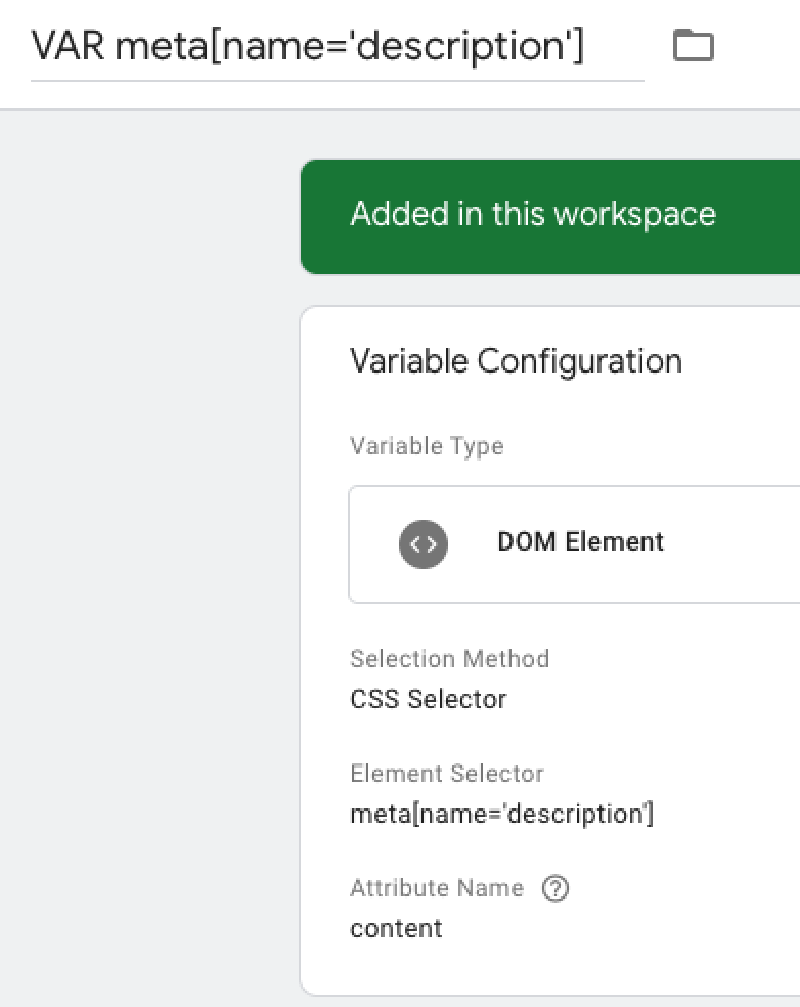 VAR meta[name='description']
Added in this workspace
Variable Configuration
Variable Type
DOM Element
Selection Method
CSS Selector
Element Selector
meta[name='description']
Attribute Name
content